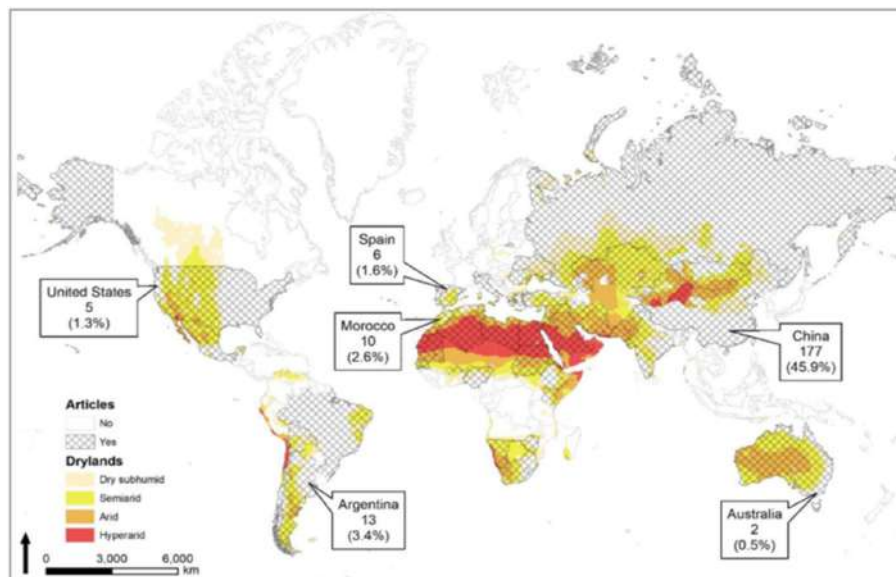 Spain
6
(1.6%)
United States
5
(1.3%)
Morocco
10
(2.6%)
China
177
(45.9%)
Articles
No
Yes
Drylands
Dry subhumid
Semiarid
Arid
Hyperarid
Argentina
13
(3.4%)
Australia
2
(0.5%)
0 3,000 6,000
km